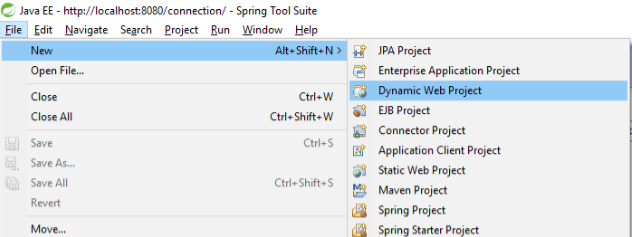 Java EE - http://localhost:8080/connection/ - Spring Tool Suite
File Edit Navigate Search Project Run Window Help
New Alt+Shift+N >
Open File...
Close Ctrl+W
Close All Ctrl+Shift+W
Save Ctrl+S
Save As...
Save All Ctrl+Shift+S
Revert
Move...
JPA Project
Enterprise Application Project
Dynamic Web Project
EJB Project
Connector Project
Application Client Project
Static Web Project
Maven Project
Spring Project
Spring Starter Project